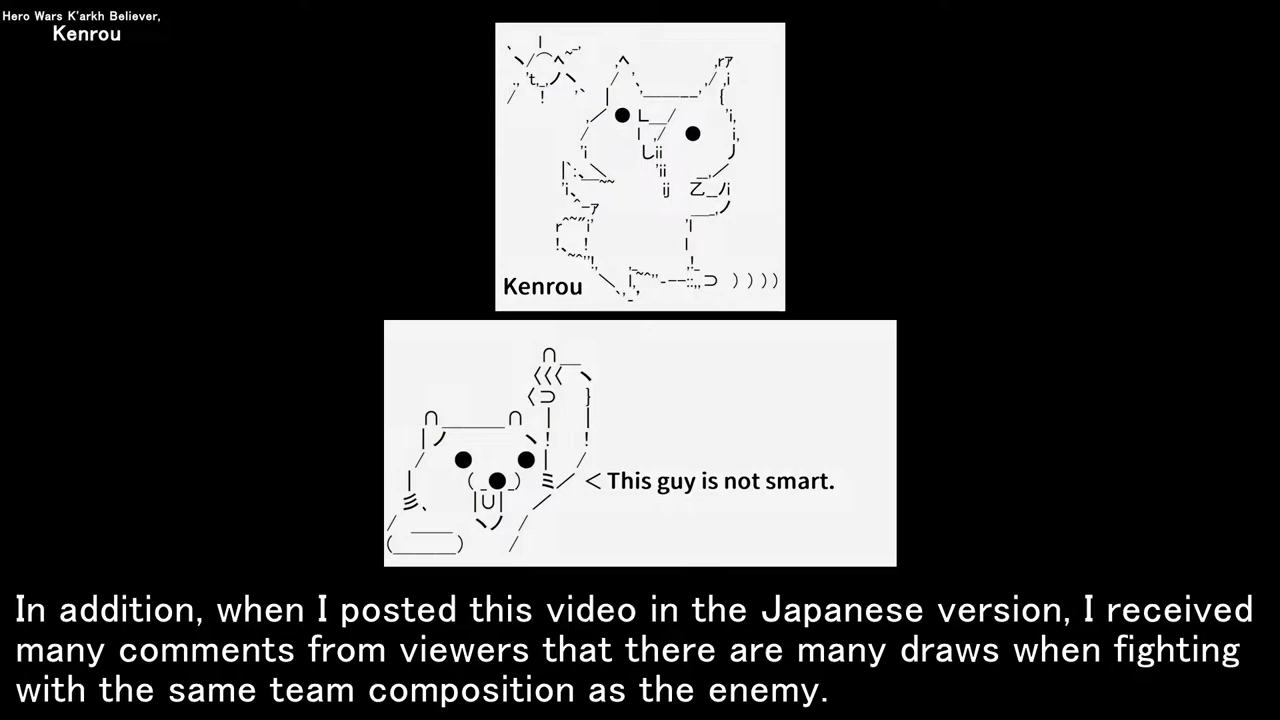 Hero Wars K'arkh Believer,
Kenrou
Kenrou
< This guy is not smart.
In addition, when I posted this video in the Japanese version, I received
many comments from viewers that there are many draws when fighting
with the same team composition as the enemy.